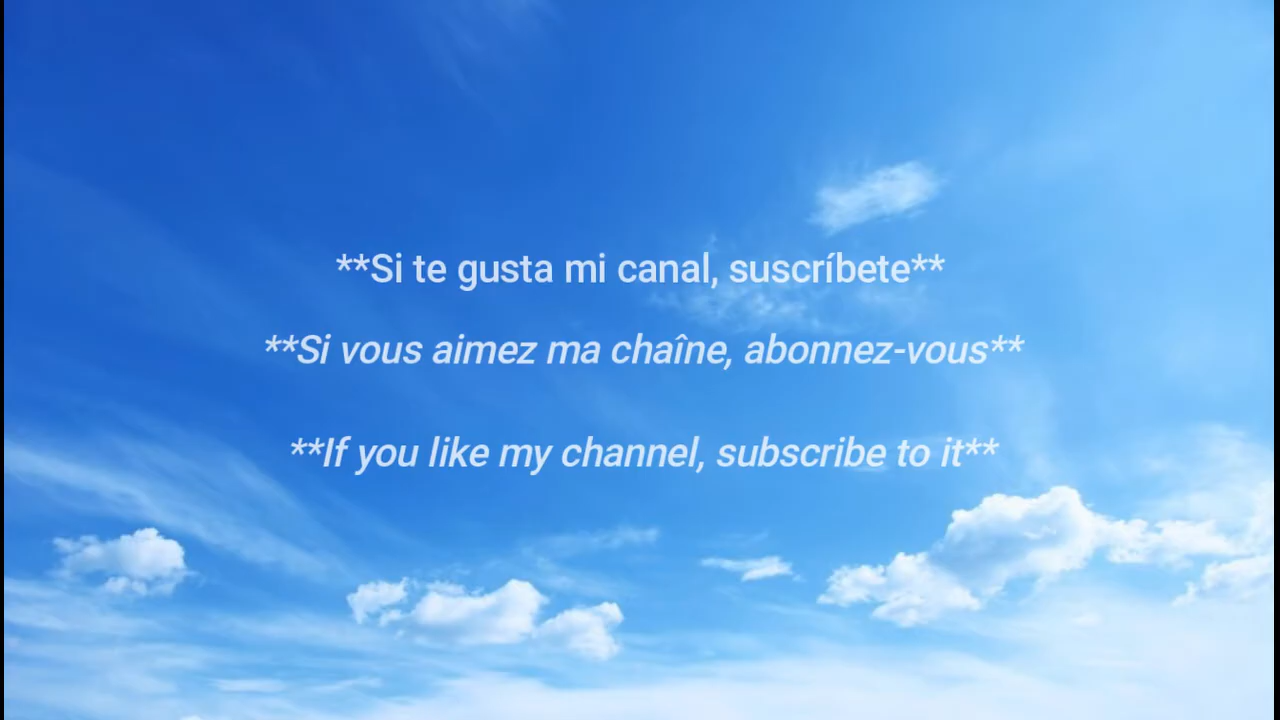 **Si te gusta mi canal, suscríbete**
**Si vous aimez ma chaîne, abonnez-vous**
**If you like my channel, subscribe to it**